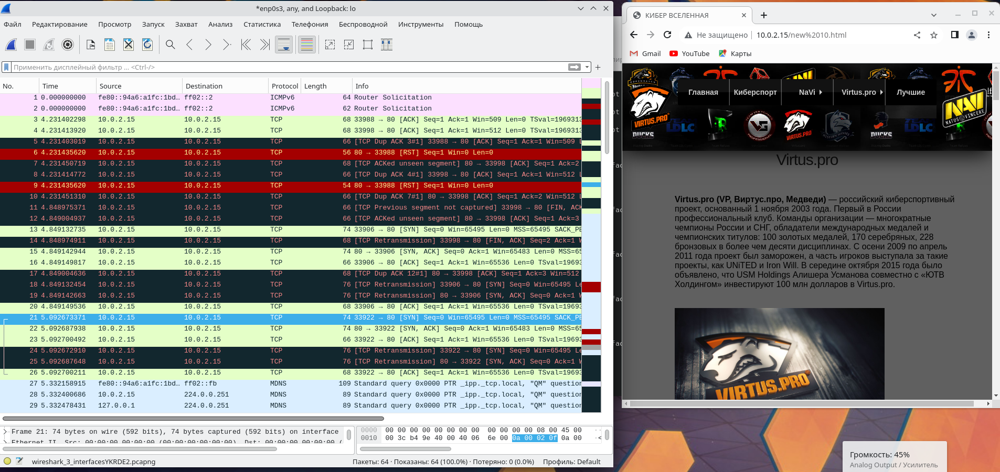 *enp0s3, any, and Loopback: lo
Файл Редактирование Просмотр Запуск Захват Анализ Статистика Телефония Беспроводной Инструменты Помощь
Применить дисплейный фильтр ... <Ctrl-/>
No. Time Source Destination Protocol Length Info
1 0.000000000 fe80::94a6:a1fc:1bd… ff02::2 ICMPv6 64 Router Solicitation
2 0.000000000 fe80::94a6:a1fc:1bd… ff02::2 ICMPv6 62 Router Solicitation
3 4.231402298 10.0.2.15 10.0.2.15 TCP 68 33988 → 80 [ACK] Seq=1 Ack=1 Win=509 Len=0 TSval=1969313
4 4.231413920 10.0.2.15 10.0.2.15 TCP 68 33998 → 80 [ACK] Seq=1 Ack=1 Win=512 Len=0 TSval=1969313
5 4.231403019 10.0.2.15 10.0.2.15 TCP 66 [TCP Dup ACK 3#1] 33988 → 80 [ACK] Seq=1 Ack=1 Win=509 L
6 4.231435620 10.0.2.15 10.0.2.15 TCP 56 80 → 33988 [RST] Seq=1 Win=0 Len=0
7 4.231450719 10.0.2.15 10.0.2.15 TCP 68 [TCP ACKed unseen segment] 80 → 33998 [ACK] Seq=1 Ack=2
8 4.231414772 10.0.2.15 10.0.2.15 TCP 66 [TCP Dup ACK 4#1] 33998 → 80 [ACK] Seq=1 Ack=1 Win=512 L
9 4.231435620 10.0.2.15 10.0.2.15 TCP 54 80 → 33988 [RST] Seq=1 Win=0 Len=0
10 4.231451310 10.0.2.15 10.0.2.15 TCP 66 [TCP Dup ACK 7#1] 80 → 33998 [ACK] Seq=1 Ack=2 Win=512 L
11 4.848975371 10.0.2.15 10.0.2.15 TCP 66 [TCP Previous segment not captured] 33998 → 80 [FIN, ACK
12 4.849004937 10.0.2.15 10.0.2.15 TCP 66 [TCP ACKed unseen segment] 80 → 33998 [ACK] Seq=1 Ack=3
13 4.849132735 10.0.2.15 10.0.2.15 TCP 74 33906 → 80 [SYN] Seq=0 Win=65495 Len=0 MSS=65495 SACK_PE
14 4.848974911 10.0.2.15 10.0.2.15 TCP 68 [TCP Retransmission] 33998 → 80 [FIN, ACK] Seq=2 Ack=1 W
15 4.849142944 10.0.2.15 10.0.2.15 TCP 74 80 → 33906 [SYN, ACK] Seq=0 Ack=1 Win=65483 Len=0 MSS=65
16 4.849149817 10.0.2.15 10.0.2.15 TCP 66 33906 → 80 [ACK] Seq=1 Ack=1 Win=65536 Len=0 TSval=19693
17 4.849004636 10.0.2.15 10.0.2.15 TCP 68 [TCP Dup ACK 12#1] 80 → 33998 [ACK] Seq=1 Ack=3 Win=512
18 4.849132454 10.0.2.15 10.0.2.15 TCP 76 [TCP Retransmission] 33906 → 80 [SYN] Seq=0 Win=65495 Le
19 4.849142663 10.0.2.15 10.0.2.15 TCP 76 [TCP Retransmission] 80 → 33906 [SYN, ACK] Seq=0 Ack=1 W
20 4.849149536 10.0.2.15 10.0.2.15 TCP 68 33906 → 80 [ACK] Seq=1 Ack=1 Win=65536 Len=0 TSval=19693
21 5.092673371 10.0.2.15 10.0.2.15 TCP 74 33922 → 80 [SYN] Seq=0 Win=65495 Len=0 MSS=65495 SACK_PE
22 5.092687938 10.0.2.15 10.0.2.15 TCP 74 80 → 33922 [SYN, ACK] Seq=0 Ack=1 Win=65483 Len=0 MSS=65
23 5.092700492 10.0.2.15 10.0.2.15 TCP 66 33922 → 80 [ACK] Seq=1 Ack=1 Win=65536 Len=0 TSval=19693
24 5.092672910 10.0.2.15 10.0.2.15 TCP 76 [TCP Retransmission] 33922 → 80 [SYN] Seq=0 Win=65495 Le
25 5.092687648 10.0.2.15 10.0.2.15 TCP 76 [TCP Retransmission] 80 → 33922 [SYN, ACK] Seq=0 Ack=1 W
26 5.092700211 10.0.2.15 10.0.2.15 TCP 68 33922 → 80 [ACK] Seq=1 Ack=1 Win=65536 Len=0 TSval=19693
27 5.332158915 fe80::94a6:a1fc:1bd… ff02::fb MDNS 109 Standard query 0x0000 PTR _ipp._tcp.local, "QM" question
28 5.332400686 10.0.2.15 224.0.0.251 MDNS 89 Standard query 0x0000 PTR _ipp._tcp.local, "QM" question
29 5.332478431 127.0.0.1 224.0.0.251 MDNS 89 Standard query 0x0000 PTR _ipp._tcp.local, "QM" question
Frame 21: 74 bytes on wire (592 bits), 74 bytes captured (592 bits) on interface
Ethernet II, Src: 00:00:00_00:00:00 (00:00:00:00:00:00), Dst: 00:00:00_00:00:00 (
0000 00 00 00 00 00 00 00 00 00 00 00 00 08 00 45 00 ··
0010 00 3c b4 9e 40 00 40 06 6e 00 0a 00 02 0f 0a 00 ·<
wireshark_3_interfacesYKRDE2.pcapng
Пакеты: 64 · Показаны: 64 (100.0%) · Потеряно: 0 (0.0%) Профиль: Default
КИБЕР ВСЕЛЕННАЯ
Не защищено 10.0.2.15/new%2010.html
Gmail YouTube Карты
Главная Киберспорт NaVi Virtus.pro Лучшие
VIRTUS.PRO
NAVI
NATUS VINCERE
DUCKS LDLC VG PROFESSIONAL VIRTUS.PRO WESTERN WOLVES DUCKS LDLC
Virtus.pro
Virtus.pro (VP, Виртус.про, Медведи) — российский киберспортивный
проект, основанный 1 ноября 2003 года. Первый в России
профессиональный клуб. Команды организации — многократные
чемпионы России и СНГ, обладатели международных медалей и
чемпионских титулов: 100 золотых медалей, 170 серебряных, 228
бронзовых в более чем десяти дисциплинах. С осени 2009 по апрель
2011 года проект был заморожен, а часть игроков выступала за такие
проекты, как UNiTED и Iron Will. В середине октября 2015 года было
объявлено, что USM Holdings Алишера Усманова совместно с «ЮТВ
Холдингом» инвестируют 100 млн долларов в Virtus.pro.
VIRTUS.PRO
Громкость: 45%
Analog Output / Усилитель